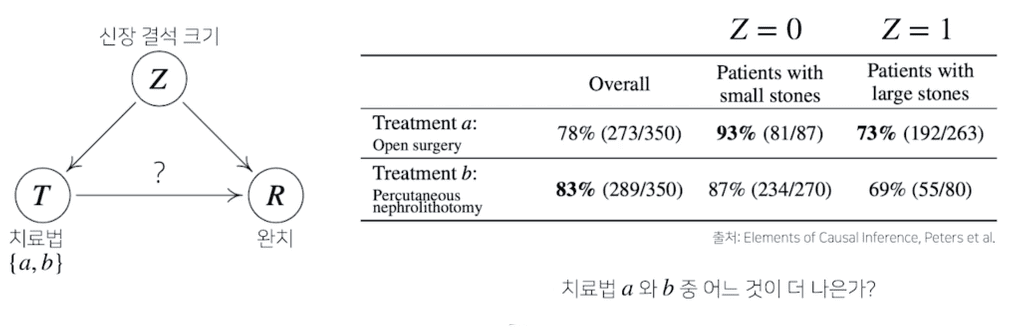 신장 결석 크기
Z
?
T
R
치료법
완치
{a, b}
Z = 0
Z = 1
Overall
Patients with
small stones
Patients with
large stones
Treatment a:
Open surgery
78% (273/350)
93% (81/87)
73% (192/263)
Treatment b:
Percutaneous
nephrolithotomy
83% (289/350)
87% (234/270)
69% (55/80)
출처: Elements of Causal Inference, Peters et al.
치료법 a 와 b 중 어느 것이 더 나은가?